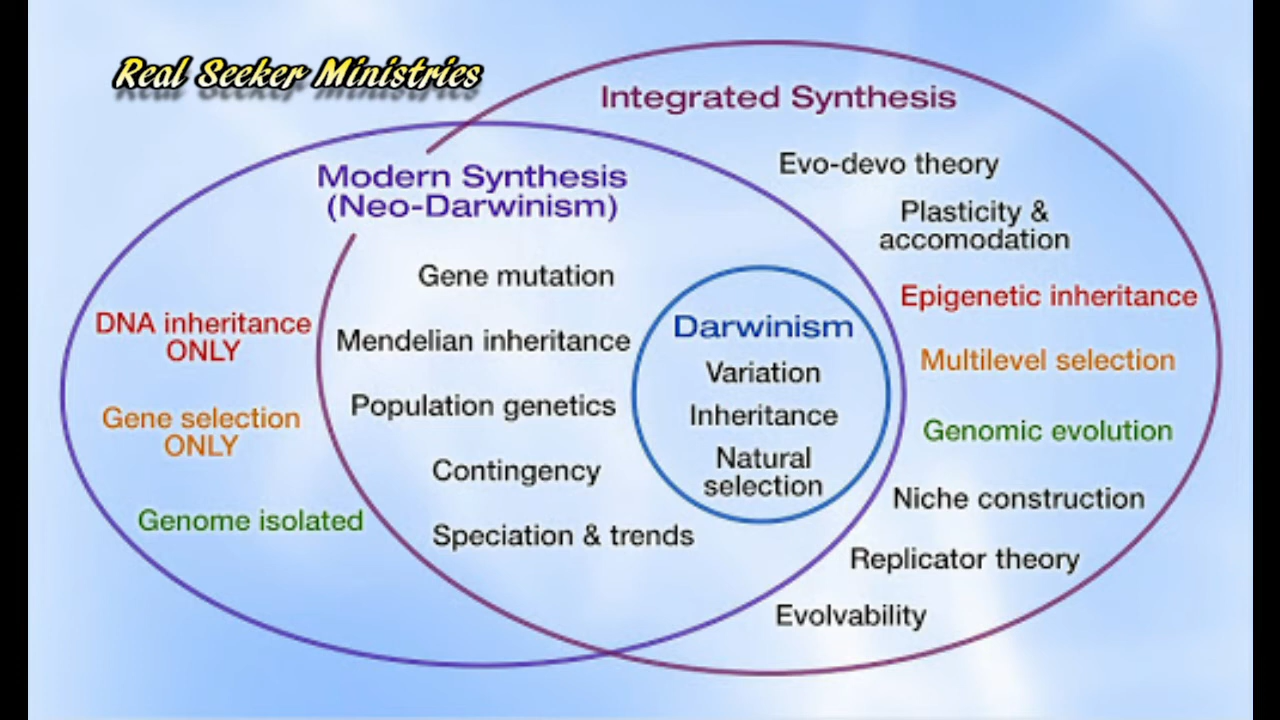 Real Seeker Ministries
Integrated Synthesis
Modern Synthesis
(Neo-Darwinism)
Gene mutation
Mendelian inheritance
Population genetics
Contingency
Speciation & trends
DNA inheritance
ONLY
Gene selection
ONLY
Genome isolated
Darwinism
Variation
Inheritance
Natural
selection
Evo-devo theory
Plasticity &
accomodation
Epigenetic inheritance
Multilevel selection
Genomic evolution
Niche construction
Replicator theory
Evolvability